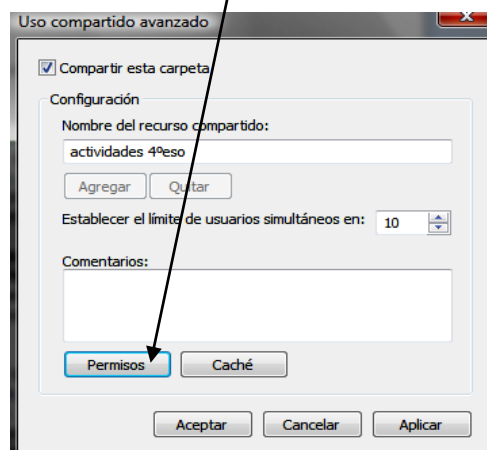 Uso compartido avanzado
Compartir esta carpeta
Configuración
Nombre del recurso compartido:
actividades 4ºeso
Agregar Quitar
Establecer el límite de usuarios simultáneos en: 10
Comentarios:
Permisos Caché
Aceptar Cancelar Aplicar